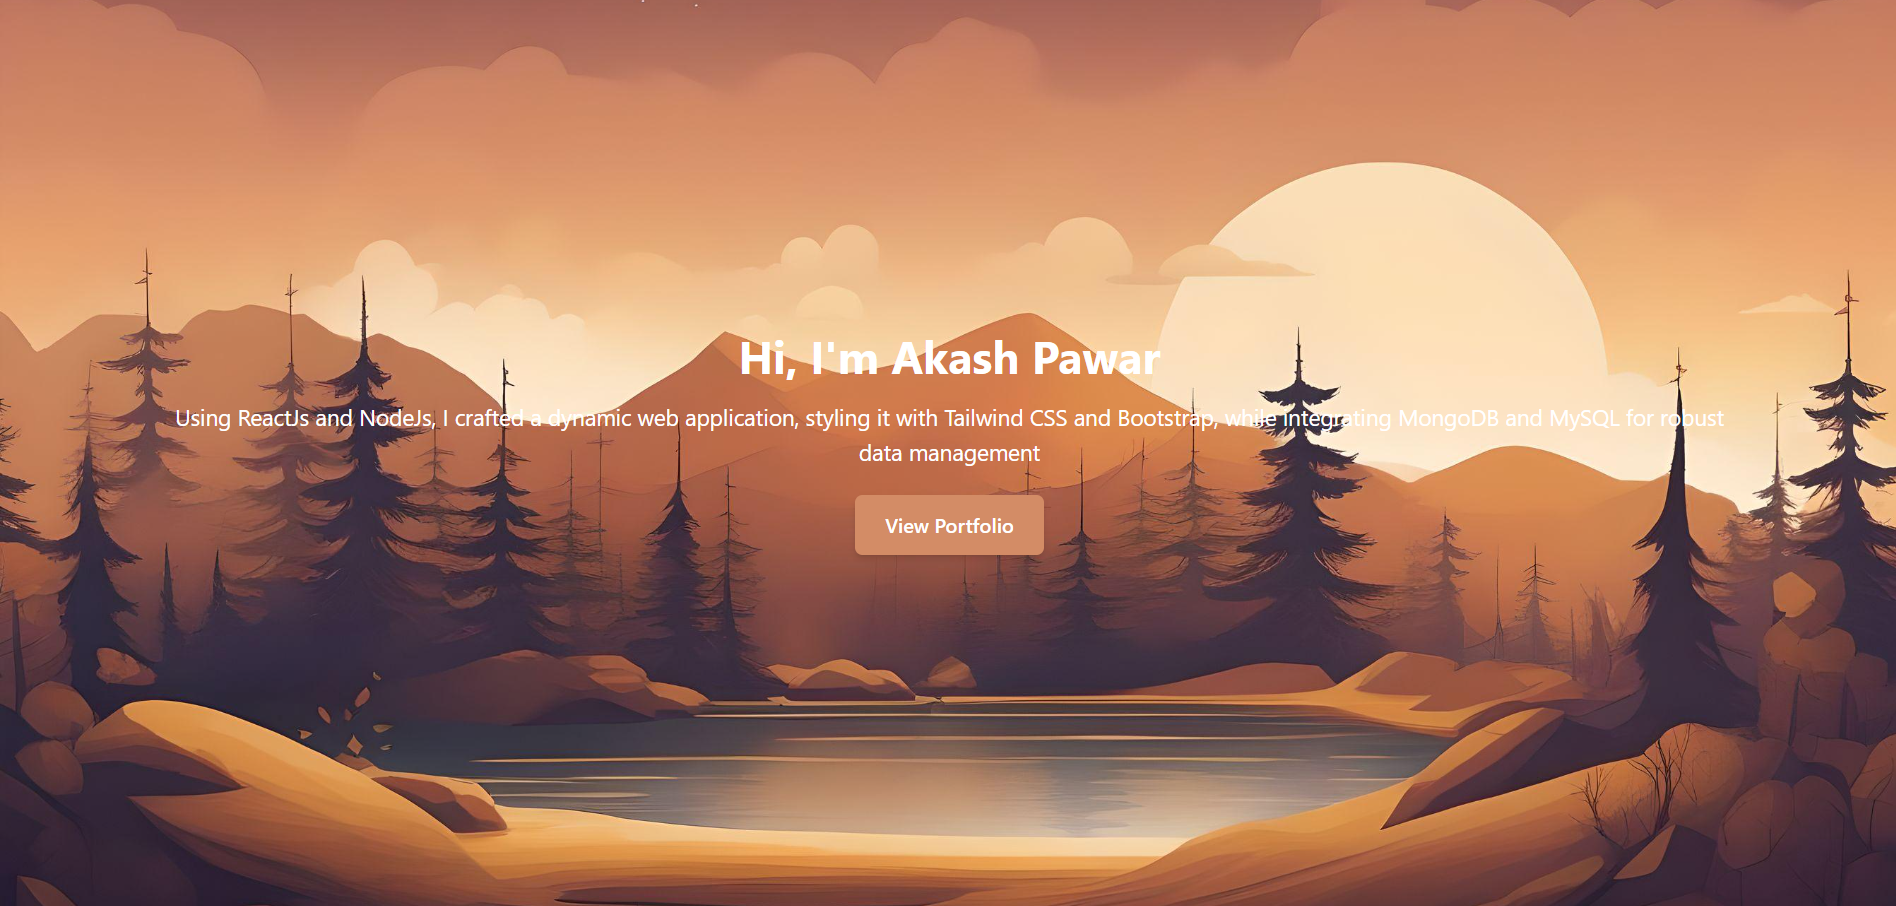 Hi, I'm Akash Pawar
Using ReactJs and NodeJs, I crafted a dynamic web application, styling it with Tailwind CSS and Bootstrap, while integrating MongoDB and MySQL for robust
data management
View Portfolio